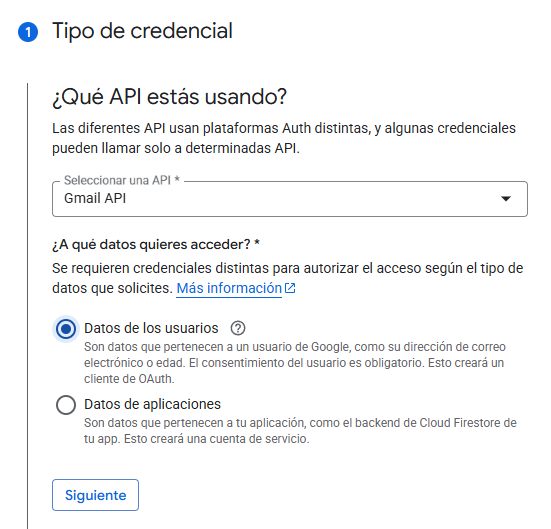 1 Tipo de credencial
¿Qué API estás usando?
Las diferentes API usan plataformas Auth distintas, y algunas credenciales
pueden llamar solo a determinadas API.
Seleccionar una API *
Gmail API
¿A qué datos quieres acceder? *
Se requieren credenciales distintas para autorizar el acceso según el tipo de
datos que solicites. Más información
Datos de los usuarios
Son datos que pertenecen a un usuario de Google, como su dirección de correo
electrónico o edad. El consentimiento del usuario es obligatorio. Esto creará un
cliente de OAuth.
Datos de aplicaciones
Son datos que pertenecen a tu aplicación, como el backend de Cloud Firestore de
tu app. Esto creará una cuenta de servicio.
Siguiente